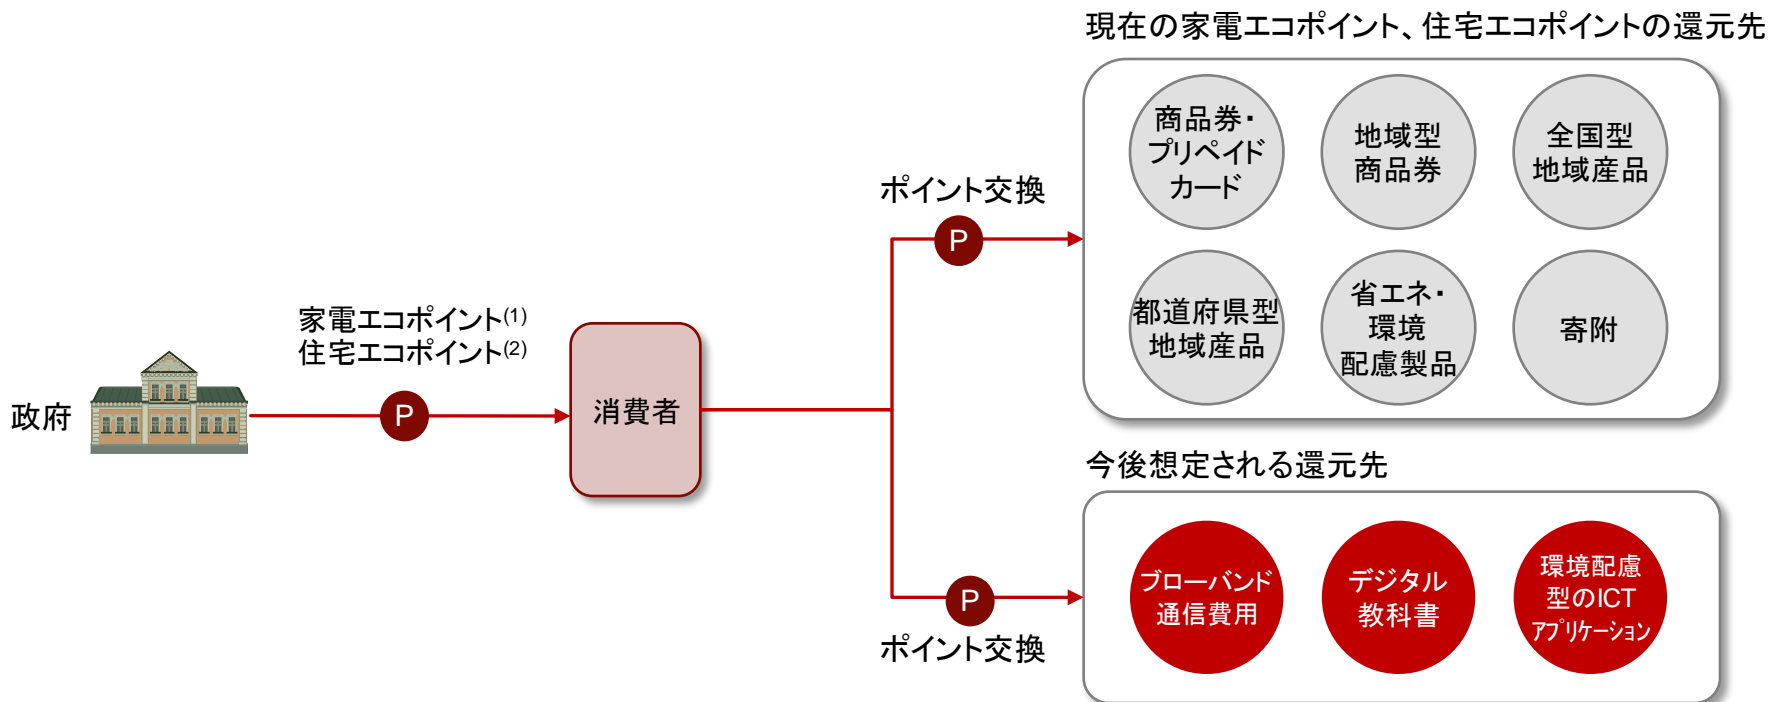 現在の家電エコポイント、住宅エコポイントの還元先
商品券・
プリペイド
カード
地域型
商品券
全国型
地域産品
ポイント交換
P
都道府県型
地域産品
省エネ・
環境
配慮製品
寄附
家電エコポイント(1)
住宅エコポイント(2)
政府
P
消費者
今後想定される還元先
ブローバンド
通信費用
デジタル
教科書
環境配慮
型のICT
アプリケーション
P
ポイント交換